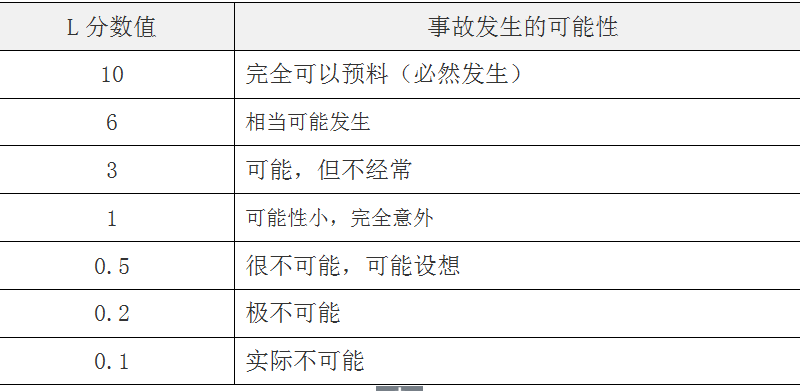 L 分数值 事故发生的可能性
10 完全可以预料（必然发生）
6 相当可能发生
3 可能，但不经常
1 可能性小，完全意外
0.5 很不可能，可能设想
0.2 极不可能
0.1 实际不可能